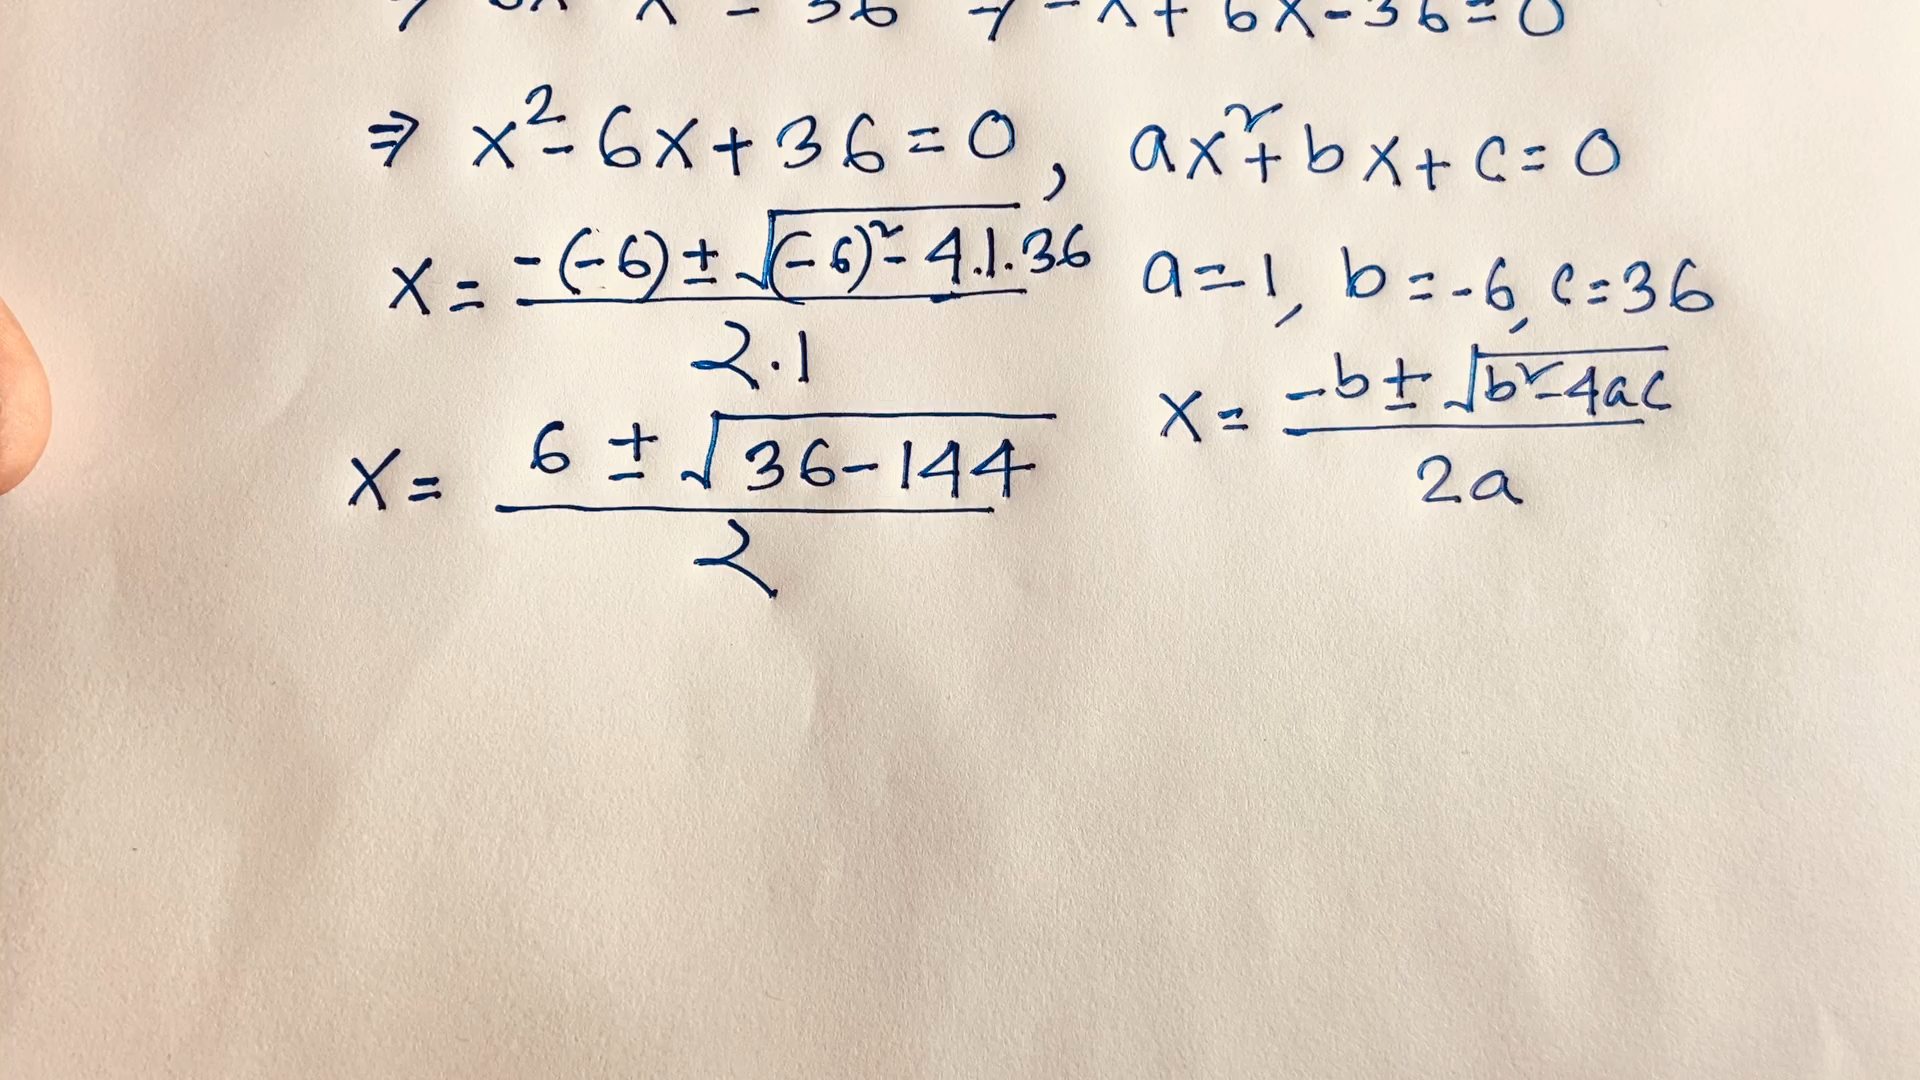 ⇒ x² - 6x + 36 = 0, ax² + bx + c = 0
x = (-(-6) ± √((-6)² - 4.1.36)) / 2.1
a = 1, b = -6, c = 36
x = (-b ± √(b² - 4ac)) / 2a
x = (6 ± √(36 - 144)) / 2